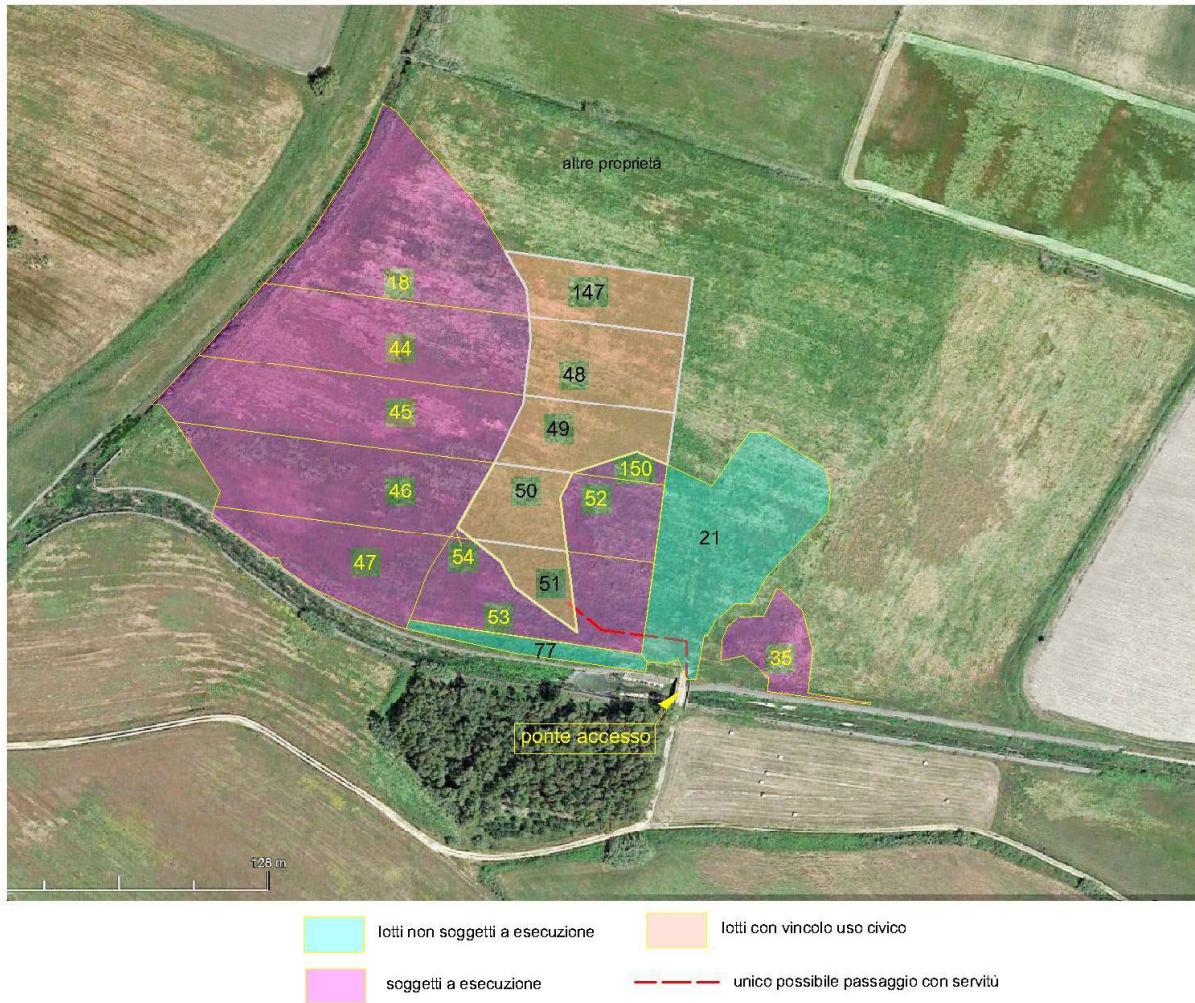 altre proprietà
18
147
44
48
45
49
150
46
50
52
21
47
54
51
53
77
35
ponte accesso
128 m
lotti non soggetti a esecuzione
lotti con vincolo uso civico
soggetti a esecuzione
unico possibile passaggio con servitù